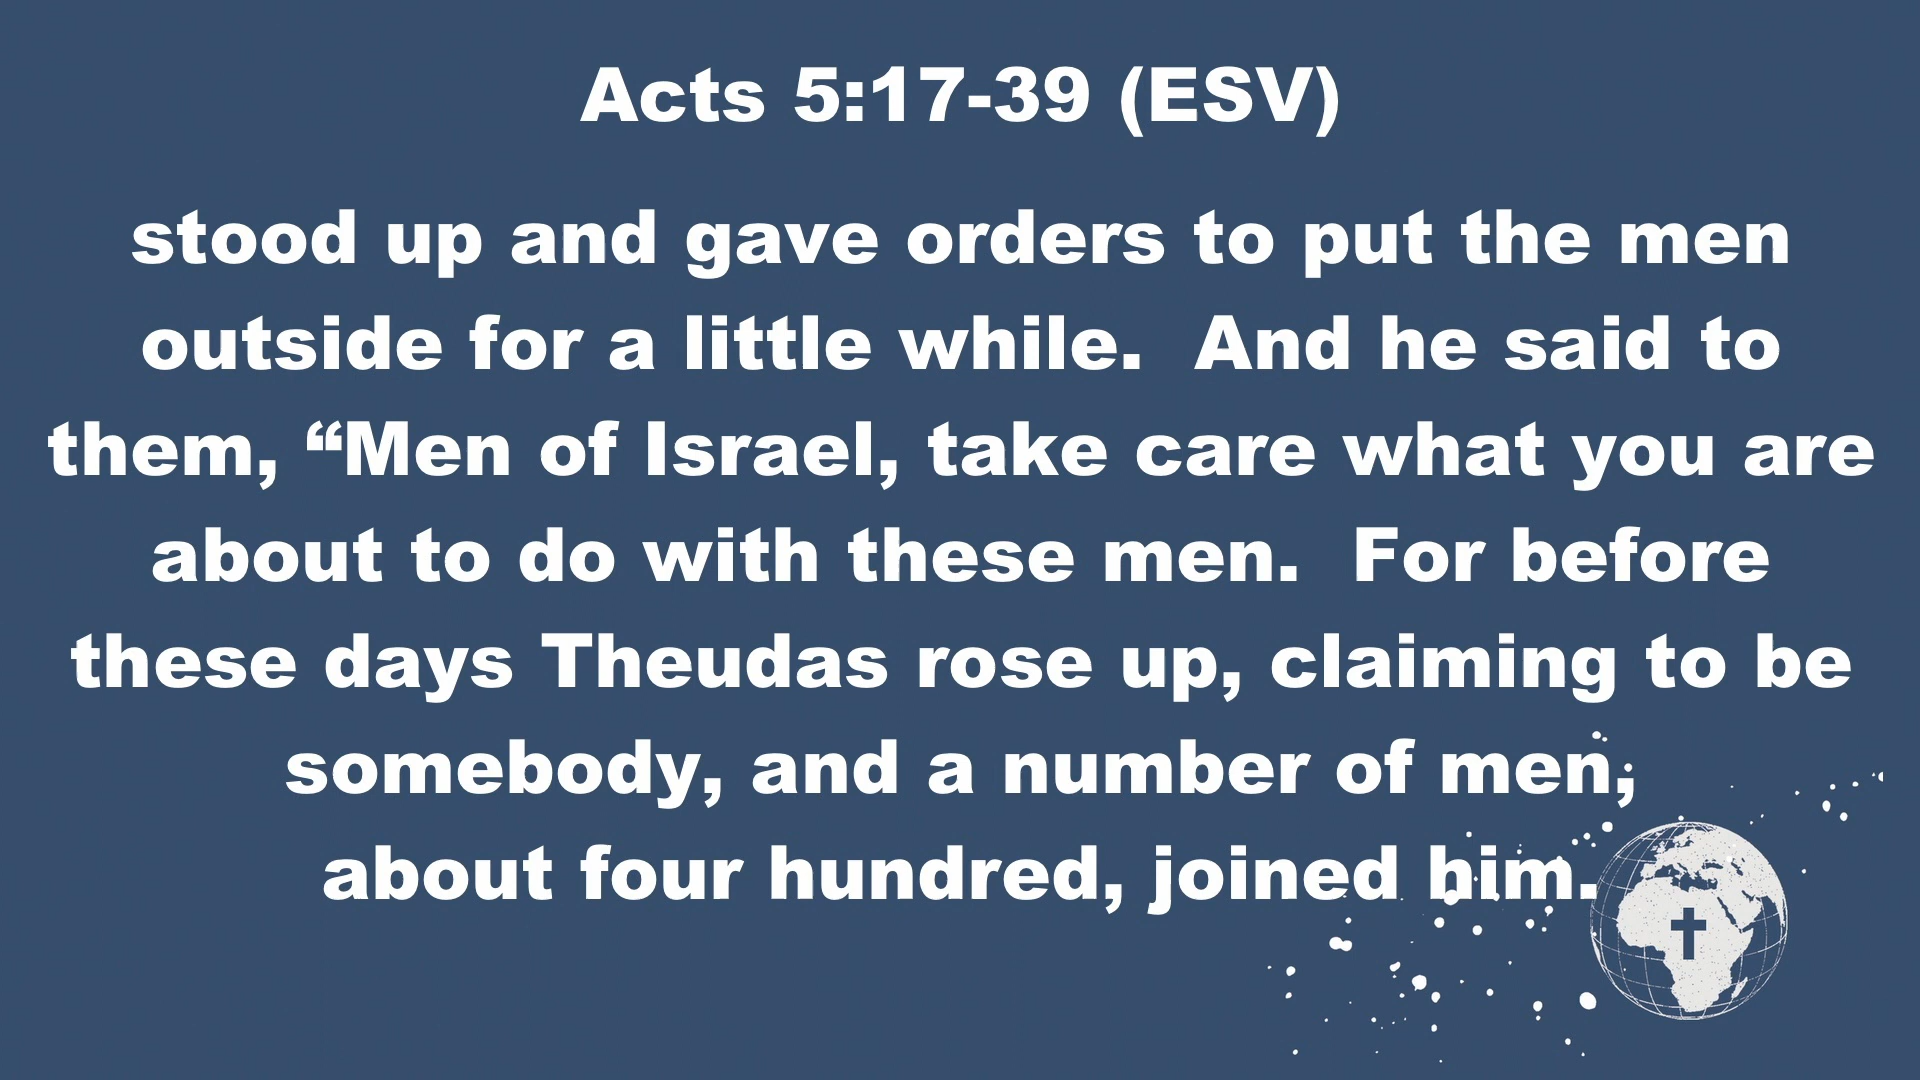 Acts 5:17-39 (ESV)
stood up and gave orders to put the men
outside for a little while.  And he said to
them, “Men of Israel, take care what you are
about to do with these men.  For before
these days Theudas rose up, claiming to be
somebody, and a number of men,
about four hundred, joined him.